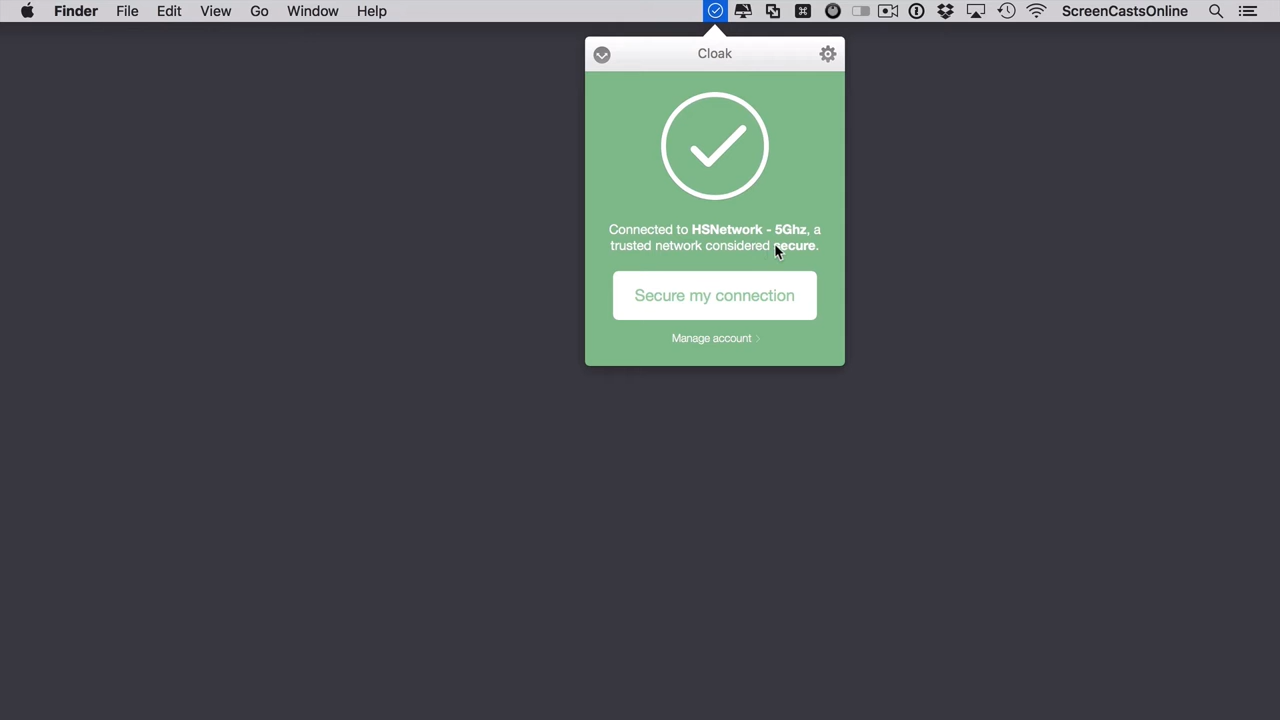 Finder File Edit View Go Window Help ScreenCastsOnline
Cloak
Connected to HSNetwork - 5Ghz, a
trusted network considered secure.
Secure my connection
Manage account